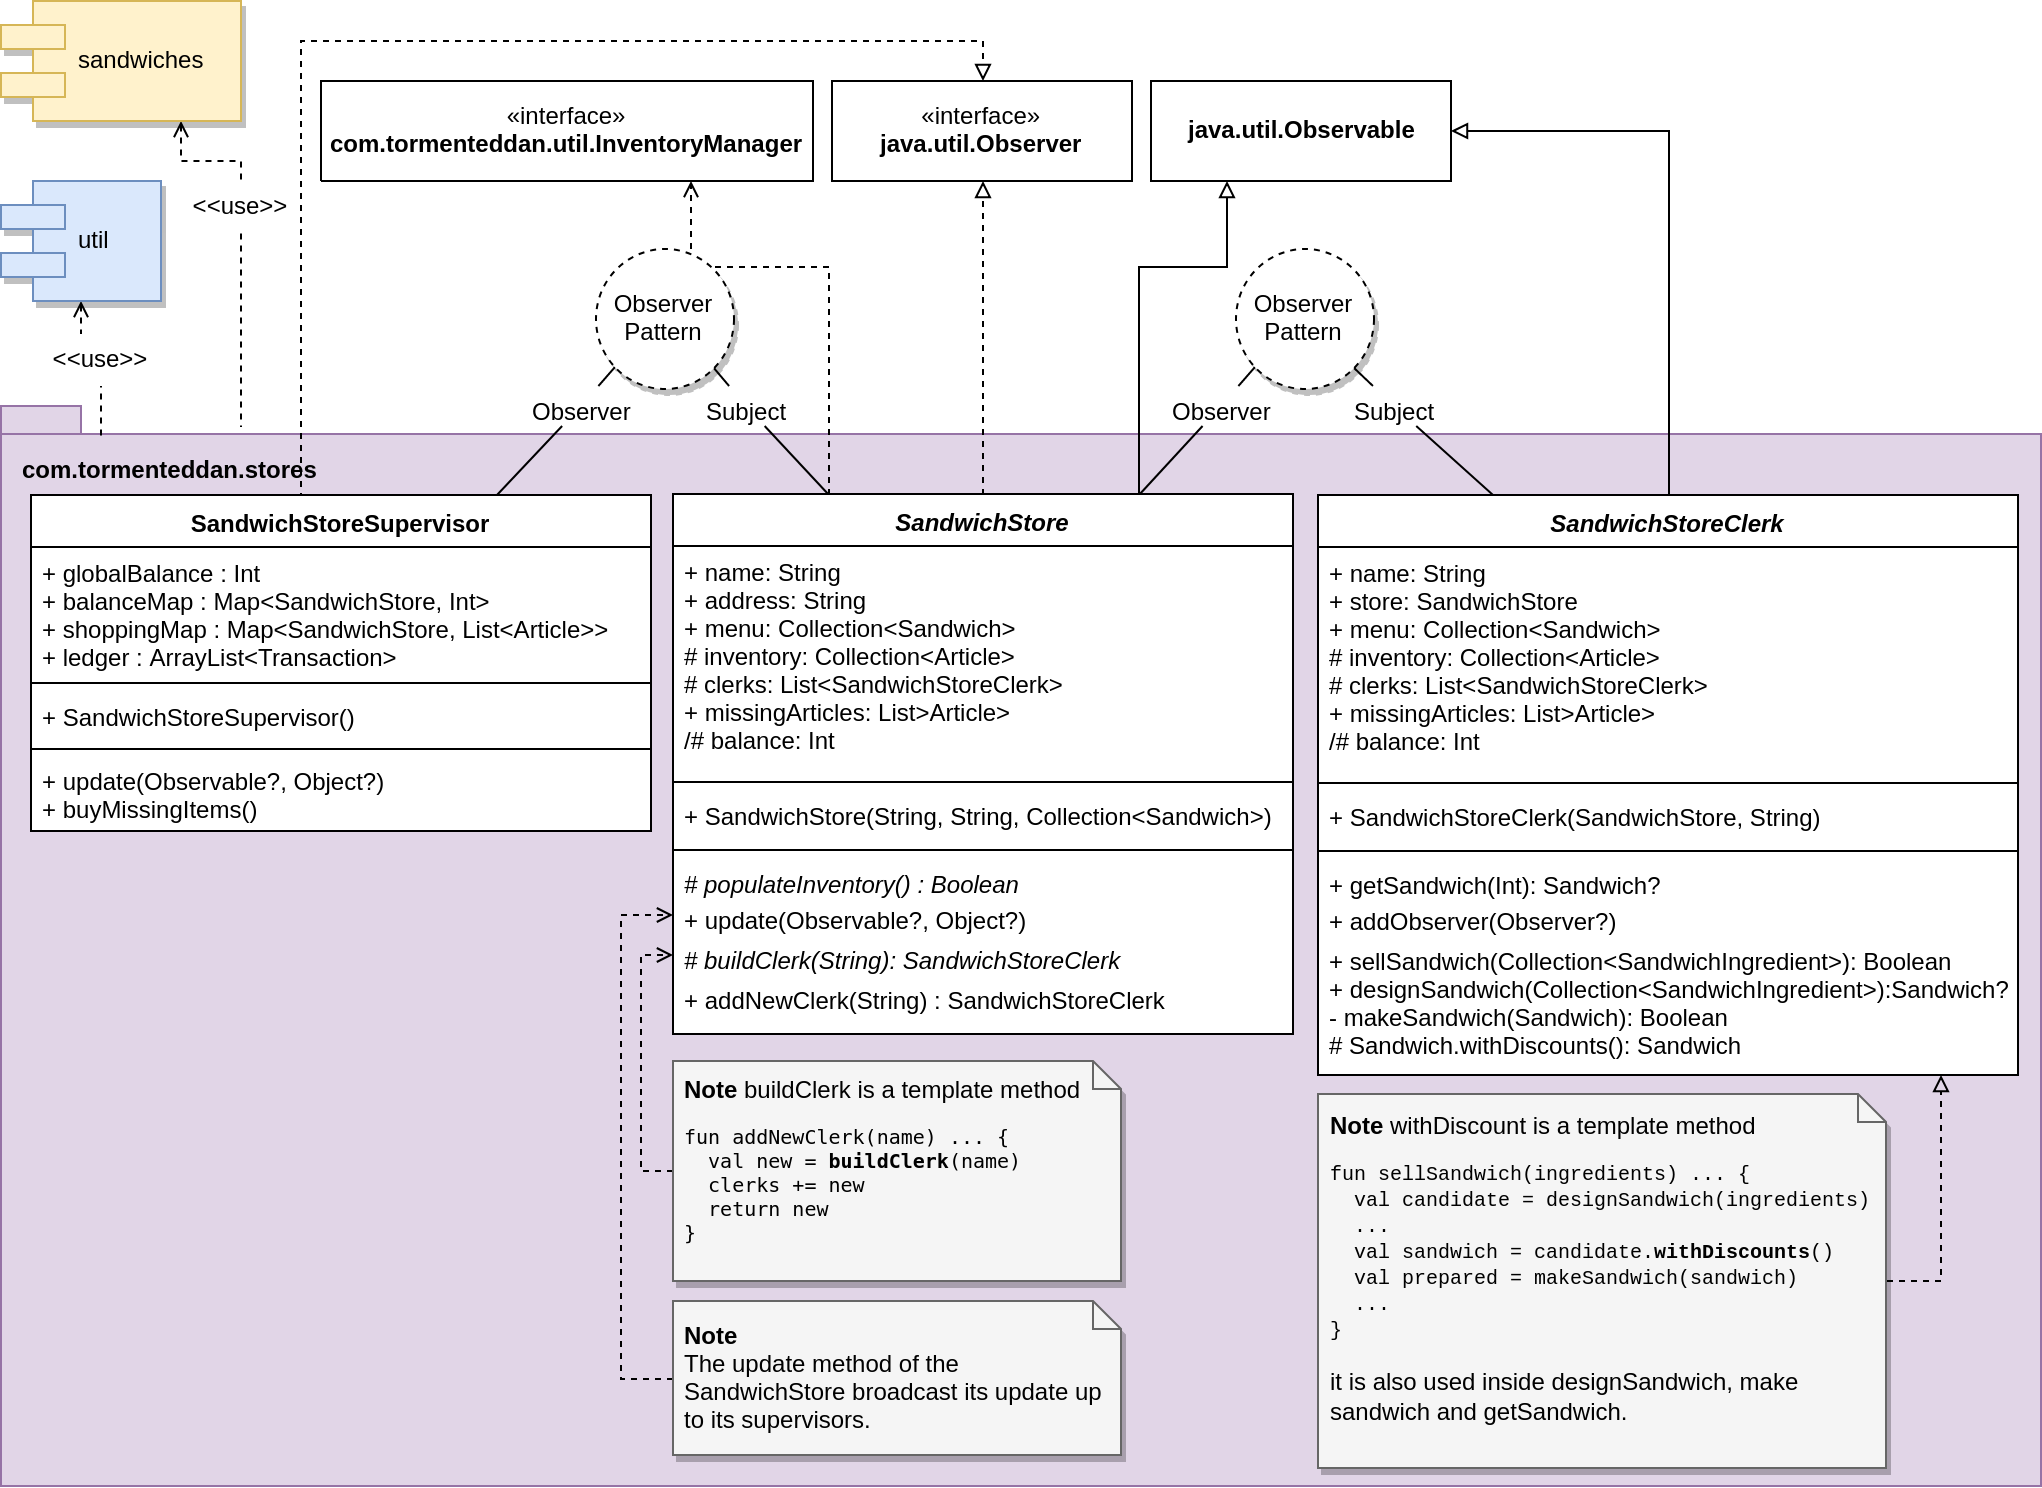 sandwiches
«interface»
com.tormenteddan.util.InventoryManager
«interface»
java.util.Observer
java.util.Observable
<<use>>
util
Observer
Pattern
Observer
Pattern
<<use>>
Observer
Subject
Observer
Subject
com.tormenteddan.stores
SandwichStoreSupervisor
+ globalBalance : Int
+ balanceMap : Map<SandwichStore, Int>
+ shoppingMap : Map<SandwichStore, List<Article>>
+ ledger : ArrayList<Transaction>
+ SandwichStoreSupervisor()
+ update(Observable?, Object?)
+ buyMissingItems()
SandwichStore
+ name: String
+ address: String
+ menu: Collection<Sandwich>
# inventory: Collection<Article>
# clerks: List<SandwichStoreClerk>
+ missingArticles: List>Article>
/# balance: Int
+ SandwichStore(String, String, Collection<Sandwich>)
# populateInventory() : Boolean
+ update(Observable?, Object?)
# buildClerk(String): SandwichStoreClerk
+ addNewClerk(String) : SandwichStoreClerk
SandwichStoreClerk
+ name: String
+ store: SandwichStore
+ menu: Collection<Sandwich>
# inventory: Collection<Article>
# clerks: List<SandwichStoreClerk>
+ missingArticles: List>Article>
/# balance: Int
+ SandwichStoreClerk(SandwichStore, String)
+ getSandwich(Int): Sandwich?
+ addObserver(Observer?)
+ sellSandwich(Collection<SandwichIngredient>): Boolean
+ designSandwich(Collection<SandwichIngredient>):Sandwich?
- makeSandwich(Sandwich): Boolean
# Sandwich.withDiscounts(): Sandwich
Note buildClerk is a template method
fun addNewClerk(name) ... {
  val new = buildClerk(name)
  clerks += new
  return new
}
Note
The update method of the
SandwichStore broadcast its update up
to its supervisors.
Note withDiscount is a template method
fun sellSandwich(ingredients) ... {
  val candidate = designSandwich(ingredients)
  ...
  val sandwich = candidate.withDiscounts()
  val prepared = makeSandwich(sandwich)
  ...
}
it is also used inside designSandwich, make
sandwich and getSandwich.